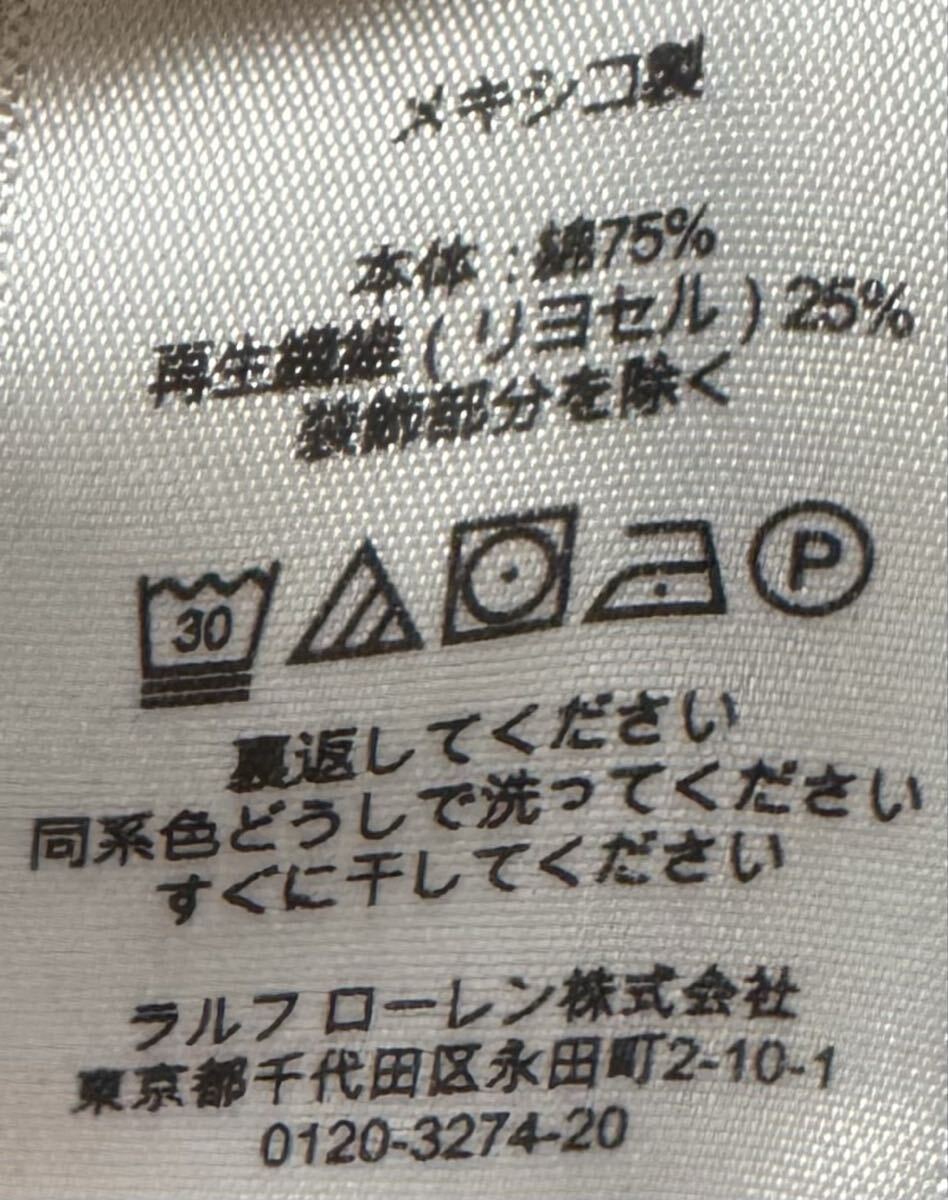 メキシコ製
本体：綿75%
再生繊維(リヨセル)25%
装飾部分を除く
30
P
裏返してください
同系色どうしで洗ってください
すぐに干してください
ラルフ ローレン株式会社
東京都千代田区永田町2-10-1
0120-3274-20